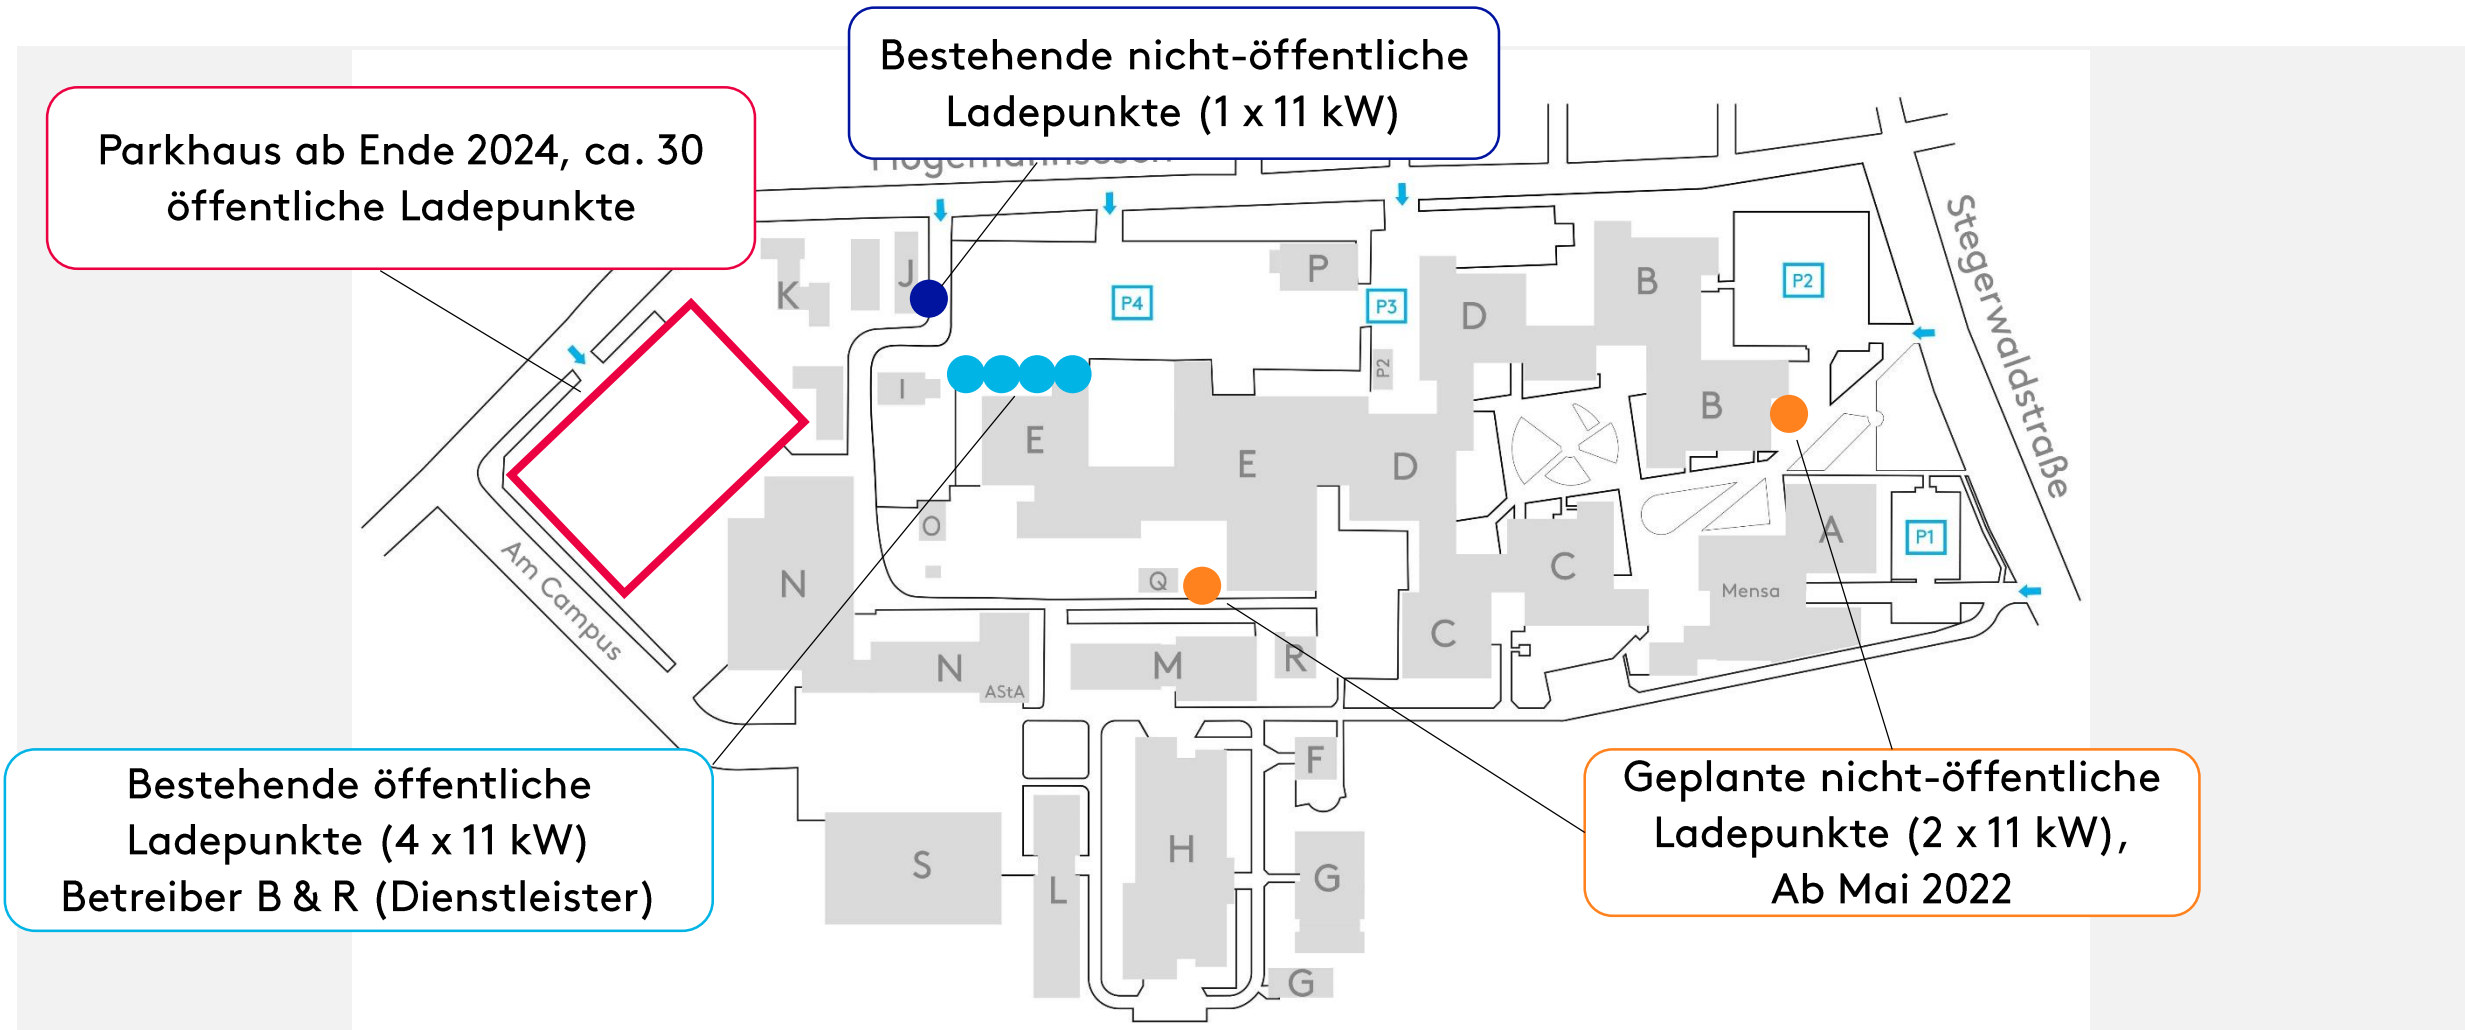 Bestehende nicht-öffentliche
Ladepunkte (1 x 11 kW)
Parkhaus ab Ende 2024, ca. 30
öffentliche Ladepunkte
Stegerwaldstraße
K
J
P4
P
P3
D
B
P2
I
P2
E
E
D
B
O
Q
N
C
A
P1
Mensa
Am Campus
N
AStA
M
R
C
F
S
L
H
G
G
Bestehende öffentliche
Ladepunkte (4 x 11 kW)
Betreiber B & R (Dienstleister)
Geplante nicht-öffentliche
Ladepunkte (2 x 11 kW),
Ab Mai 2022